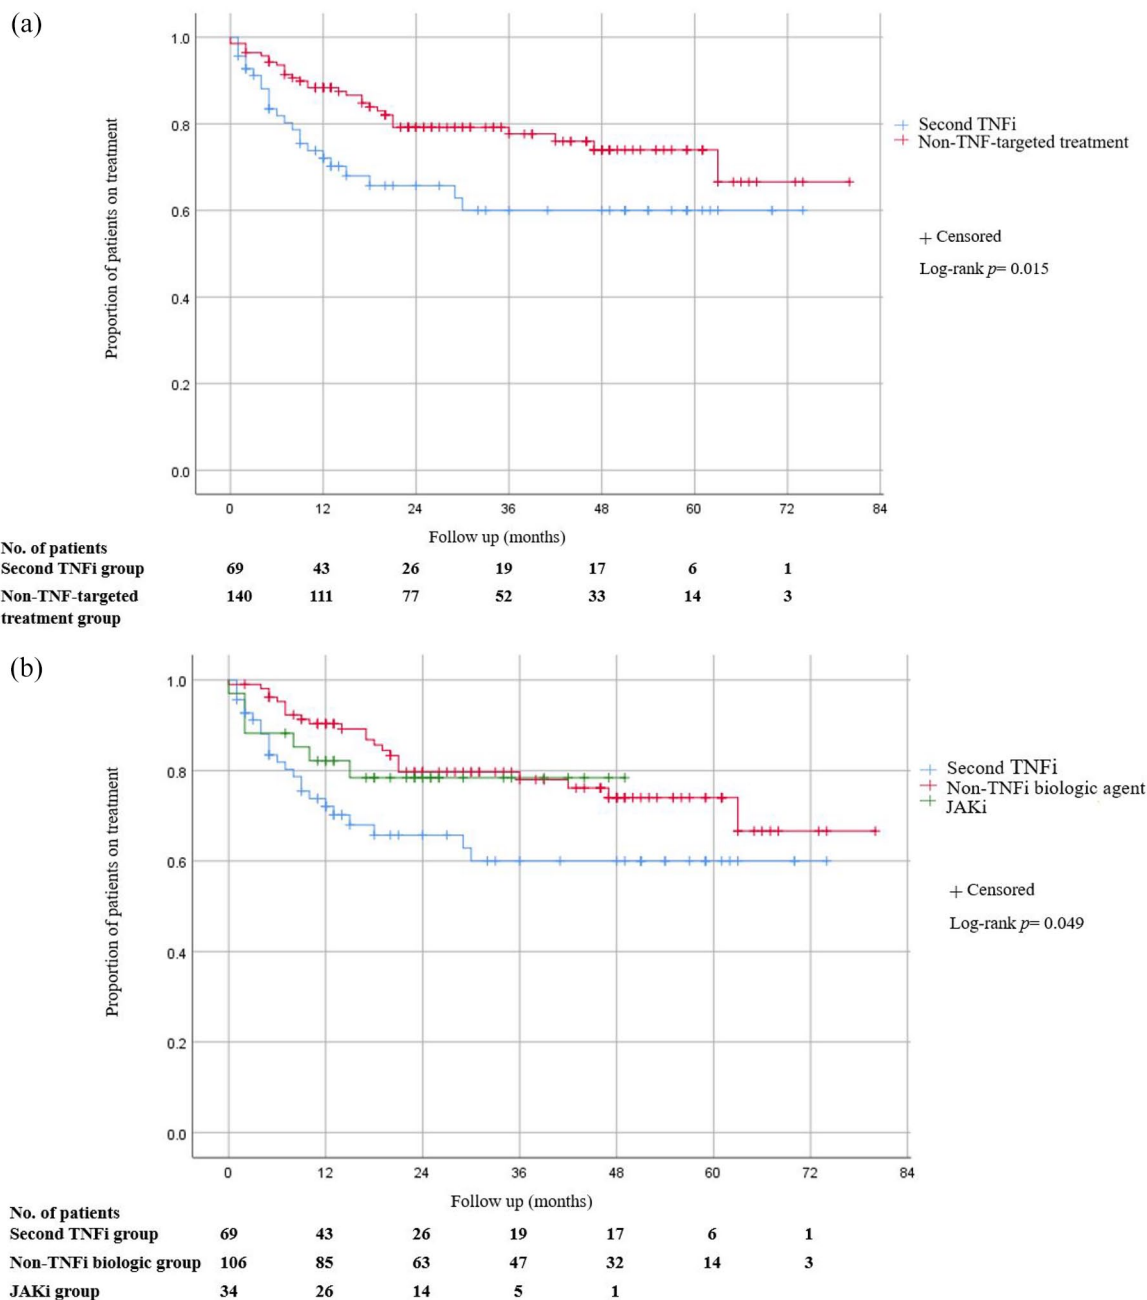 (a)
1.0
0.8
0.6
0.4
0.2
0.0
Proportion of patients on treatment
0 12 24 36 48 60 72 84
Follow up (months)
Second TNFi
Non-TNF-targeted treatment
+ Censored
Log-rank p= 0.015
No. of patients
Second TNFi group 69 43 26 19 17 6 1
Non-TNF-targeted 140 111 77 52 33 14 3
treatment group
(b)
1.0
0.8
0.6
0.4
0.2
0.0
Proportion of patients on treatment
0 12 24 36 48 60 72 84
Follow up (months)
Second TNFi
Non-TNFi biologic agent
JAKi
+ Censored
Log-rank p= 0.049
No. of patients
Second TNFi group 69 43 26 19 17 6 1
Non-TNFi biologic group 106 85 63 47 32 14 3
JAKi group 34 26 14 5 1